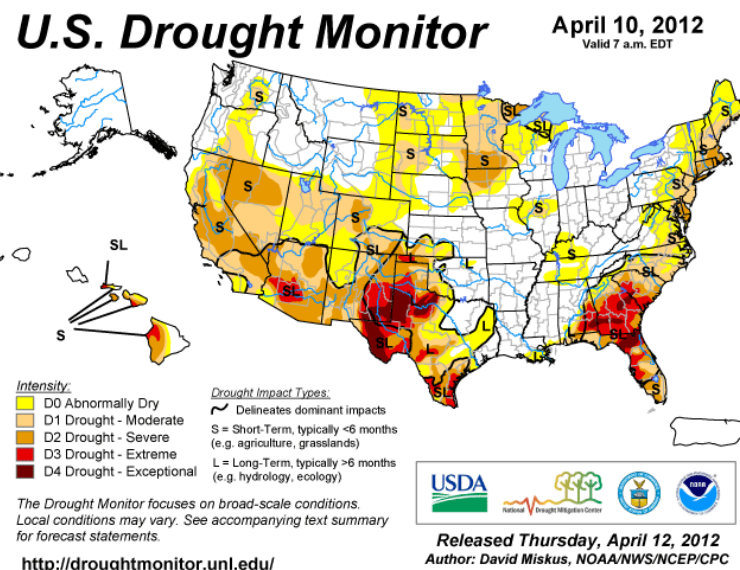 U.S. Drought Monitor
April 10, 2012
Valid 7 a.m. EDT
S
S
SL
SL
S
S
S
S
S
S
S
S
S
S
S
SL
SL
S
S
S
SL
L
L
SL
SL
L
SL
L
L
SL
S
SL
S
Intensity:
D0 Abnormally Dry
D1 Drought - Moderate
D2 Drought - Severe
D3 Drought - Extreme
D4 Drought - Exceptional
Drought Impact Types:
Delineates dominant impacts
S = Short-Term, typically <6 months
(e.g. agriculture, grasslands)
L = Long-Term, typically >6 months
(e.g. hydrology, ecology)
The Drought Monitor focuses on broad-scale conditions.
Local conditions may vary. See accompanying text summary
for forecast statements.
http://droughtmonitor.unl.edu/
USDA
National Drought Mitigation Center
NOAA
Released Thursday, April 12, 2012
Author: David Miskus, NOAA/NWS/NCEP/CPC